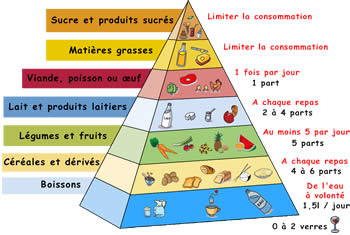 Sucre et produits sucrés
Limiter la consommation
Matières grasses
Limiter la consommation
Viande, poisson ou œuf
1 fois par jour
1 part
Lait et produits laitiers
A chaque repas
2 à 4 parts
Légumes et fruits
Au moins 5 par jour
5 parts
Céréales et dérivés
A chaque repas
4 à 6 parts
Boissons
De l'eau
à volonté
1,5l / jour
0 à 2 verres